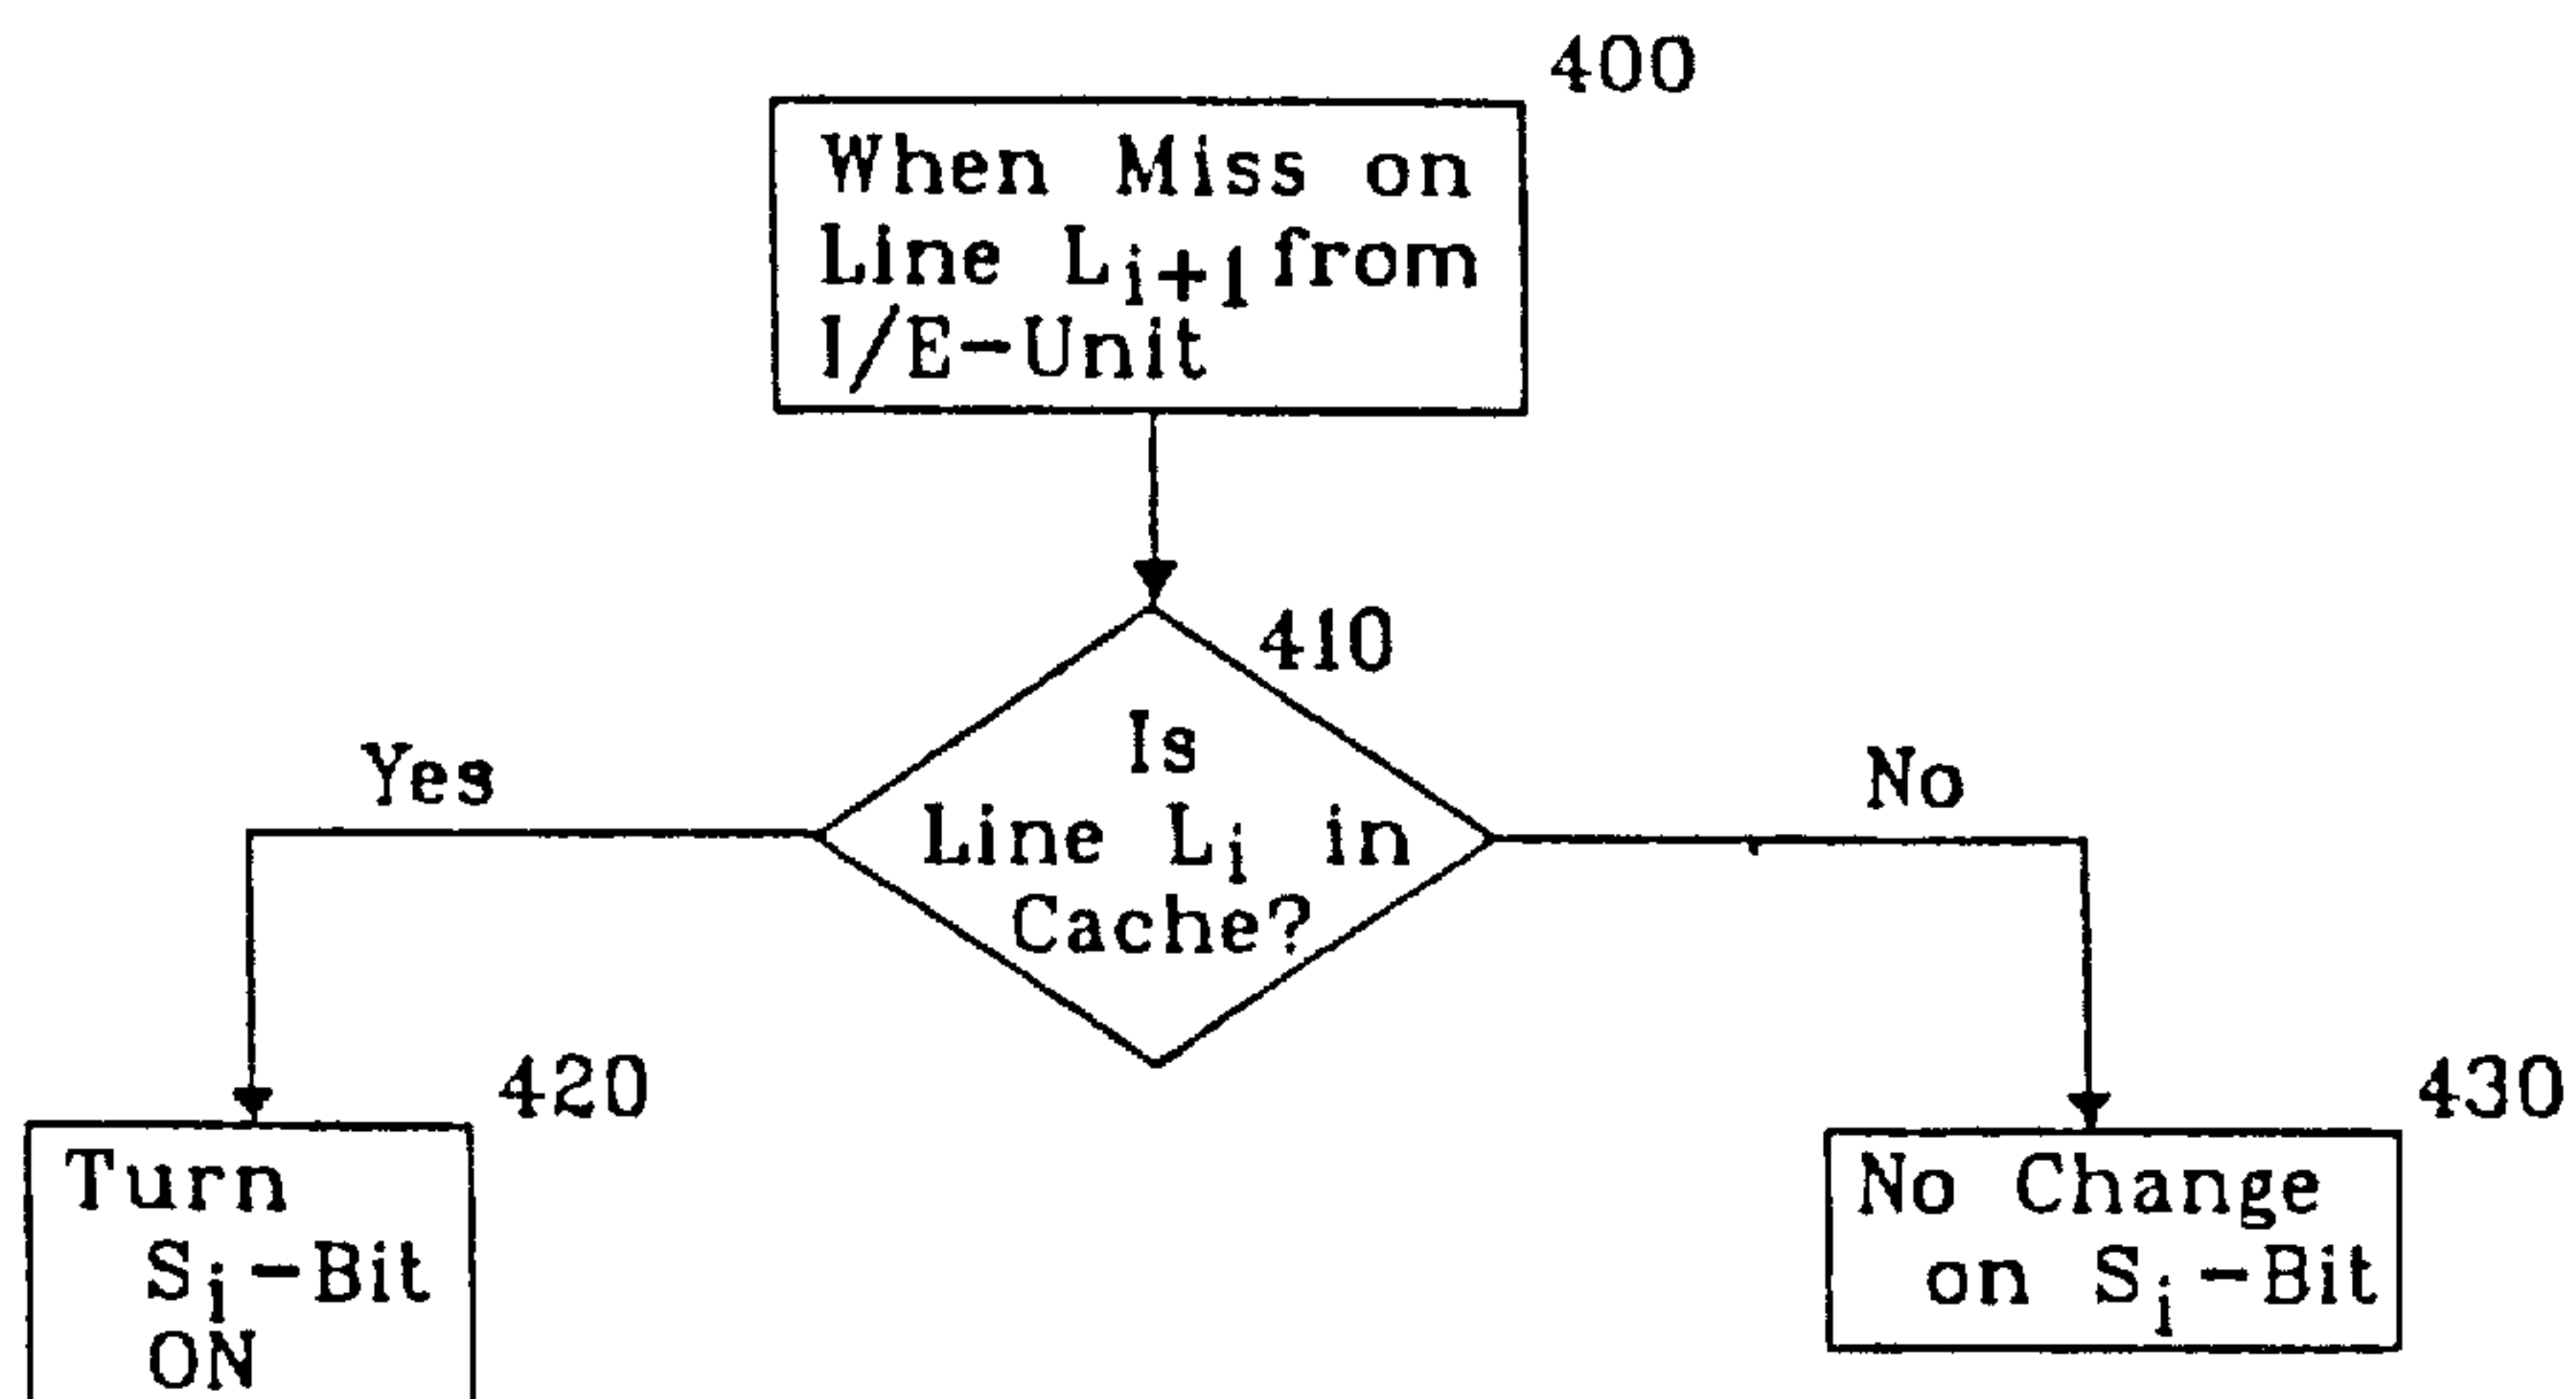 400
When Miss on
Line Li+1 from
I/E-Unit
410
Is
Line Li in
Cache?
Yes
No
420
Turn
Si-Bit
ON
430
No Change
on Si-Bit